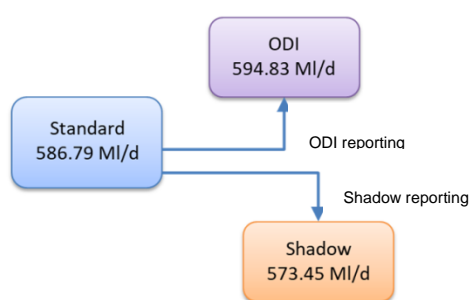 ODI
594.83 Ml/d
Standard
586.79 Ml/d
ODI reporting
Shadow reporting
Shadow
573.45 Ml/d